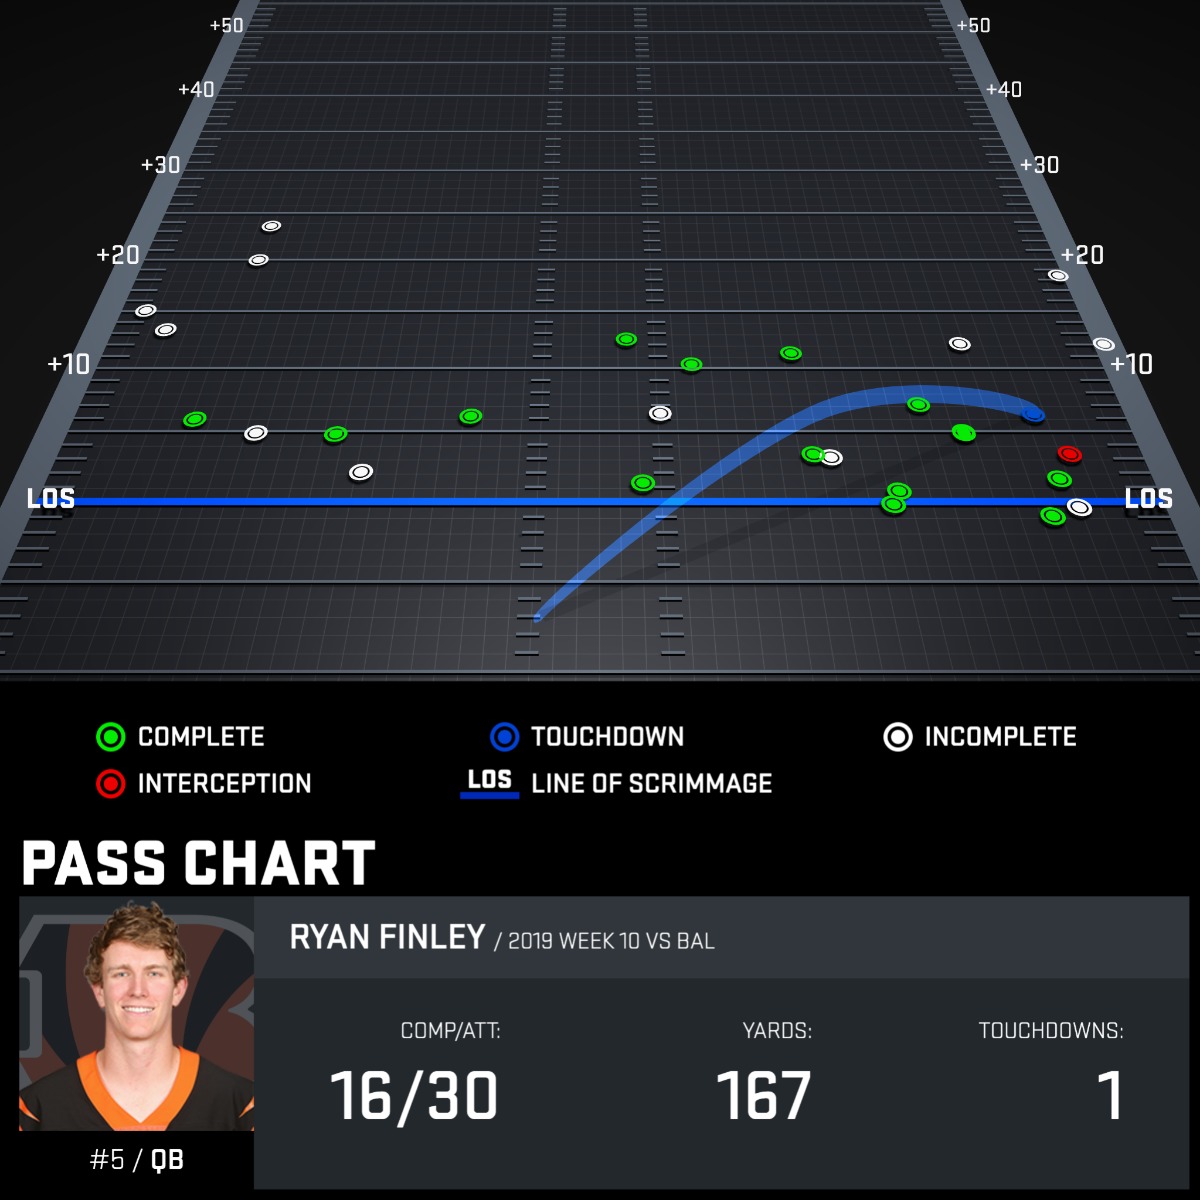 +50 +50
+40 +40
+30 +30
+20 +20
+10 +10
LOS LOS
COMPLETE TOUCHDOWN INCOMPLETE
INTERCEPTION LOS LINE OF SCRIMMAGE
PASS CHART
RYAN FINLEY / 2019 WEEK 10 VS BAL
COMP/ATT: YARDS: TOUCHDOWNS:
16/30 167 1
#5 / QB